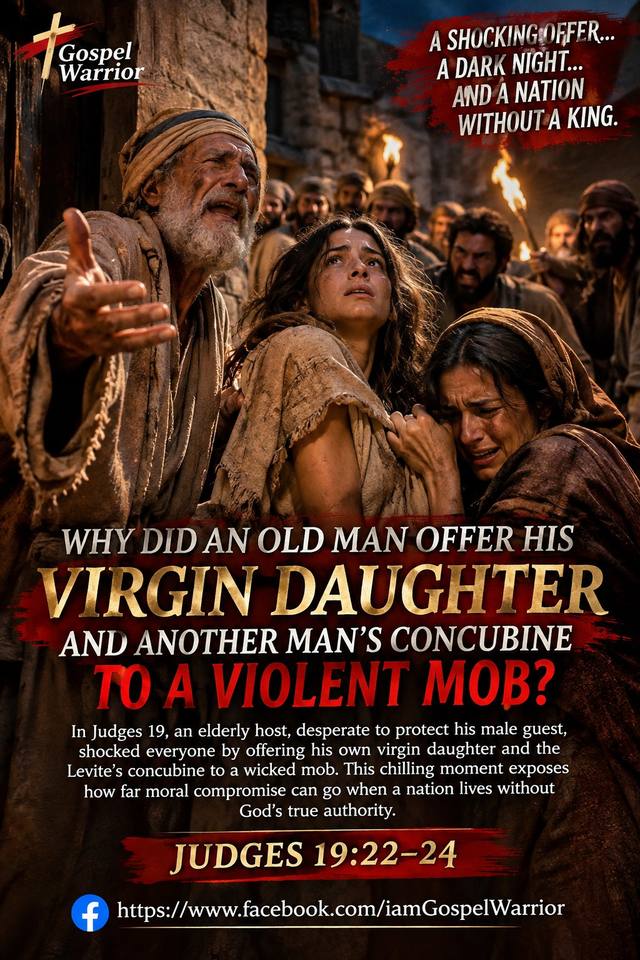 Gospel
Warrior
A SHOCKING OFFER...
A DARK NIGHT...
AND A NATION
WITHOUT A KING.
WHY DID AN OLD MAN OFFER HIS
VIRGIN DAUGHTER
AND ANOTHER MAN'S CONCUBINE
TO A VIOLENT MOB?
In Judges 19, an elderly host, desperate to protect his male guest,
shocked everyone by offering his own virgin daughter and the
Levite's concubine to a wicked mob. This chilling moment exposes
how far moral compromise can go when a nation lives without
God's true authority.
JUDGES 19:22–24
https://www.facebook.com/iamGospelWarrior